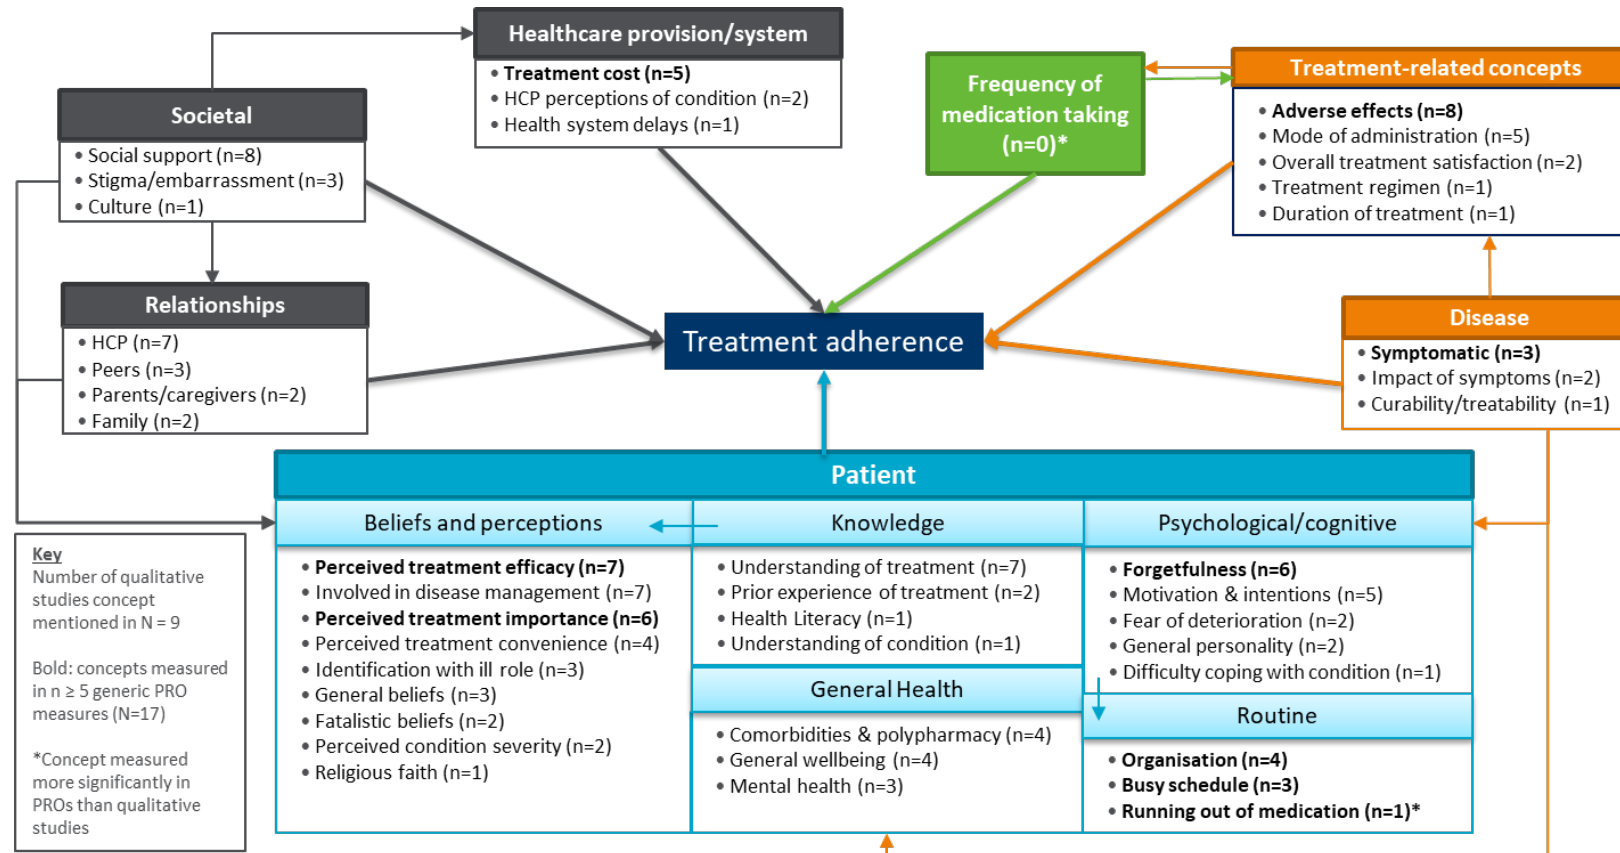 Healthcare provision/system
• Treatment cost (n=5)
• HCP perceptions of condition (n=2)
• Health system delays (n=1)
Societal
• Social support (n=8)
• Stigma/embarrassment (n=3)
• Culture (n=1)
Relationships
• HCP (n=7)
• Peers (n=3)
• Parents/caregivers (n=2)
• Family (n=2)
Frequency of
medication taking
(n=0)*
Treatment-related concepts
• Adverse effects (n=8)
• Mode of administration (n=5)
• Overall treatment satisfaction (n=2)
• Treatment regimen (n=1)
• Duration of treatment (n=1)
Disease
• Symptomatic (n=3)
• Impact of symptoms (n=2)
• Curability/treatability (n=1)
Treatment adherence
Patient
Beliefs and perceptions
• Perceived treatment efficacy (n=7)
• Involved in disease management (n=7)
• Perceived treatment importance (n=6)
• Perceived treatment convenience (n=4)
• Identification with ill role (n=3)
• General beliefs (n=3)
• Fatalistic beliefs (n=2)
• Perceived condition severity (n=2)
• Religious faith (n=1)
Knowledge
• Understanding of treatment (n=7)
• Prior experience of treatment (n=2)
• Health Literacy (n=1)
• Understanding of condition (n=1)
General Health
• Comorbidities & polypharmacy (n=4)
• General wellbeing (n=4)
• Mental health (n=3)
Psychological/cognitive
• Forgetfulness (n=6)
• Motivation & intentions (n=5)
• Fear of deterioration (n=2)
• General personality (n=2)
• Difficulty coping with condition (n=1)
Routine
• Organisation (n=4)
• Busy schedule (n=3)
• Running out of medication (n=1)*
Key
Number of qualitative
studies concept
mentioned in N = 9
Bold: concepts measured
in n ≥ 5 generic PRO
measures (N=17)
*Concept measured
more significantly in
PROs than qualitative
studies